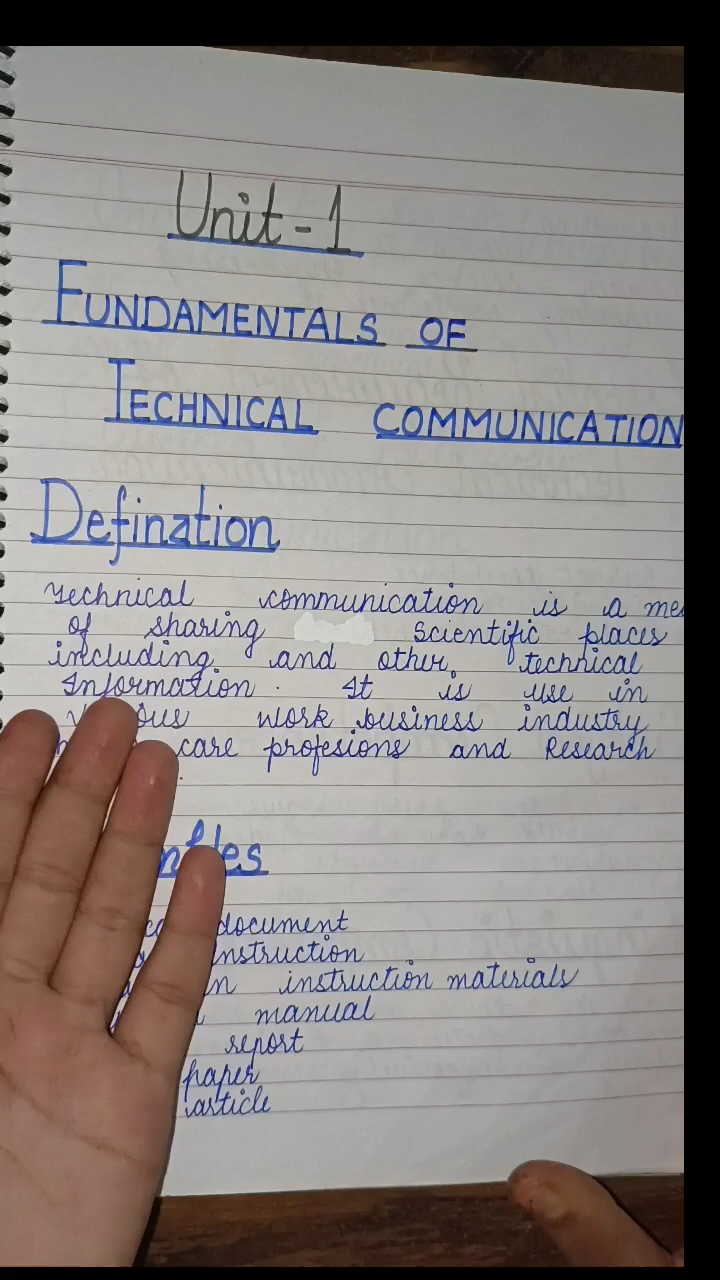 Unit-1
FUNDAMENTALS OF
TECHNICAL COMMUNICATION
Defination
Technical communication is a
of sharing scientific places
including and other, technical
Information. It is use in
work business industry
care profesions and Research
document
instruction
instruction materials
manual
report
paper
article